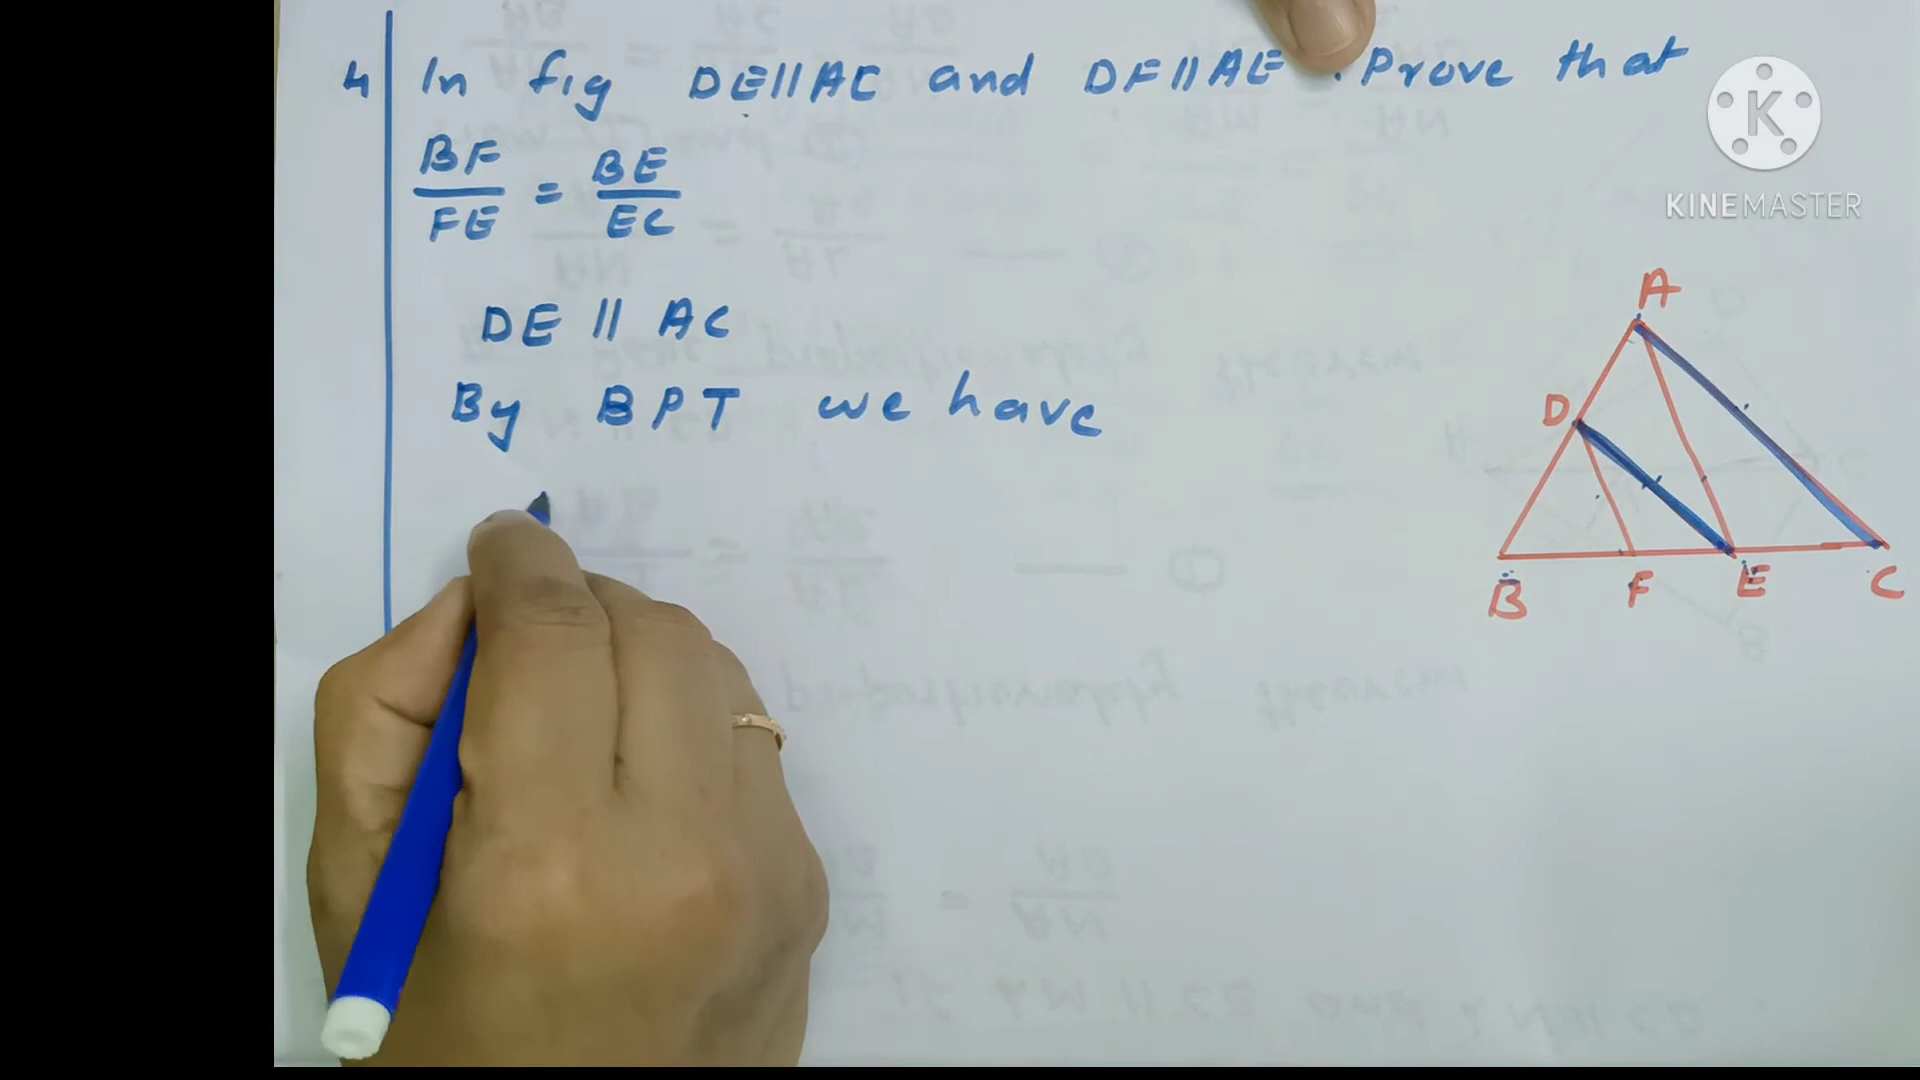 4 In fig DE||AC and DF||AE. Prove that
BF/FE = BE/EC
DE || AC
By BPT we have
K
KINEMASTER
A
D
B F E C